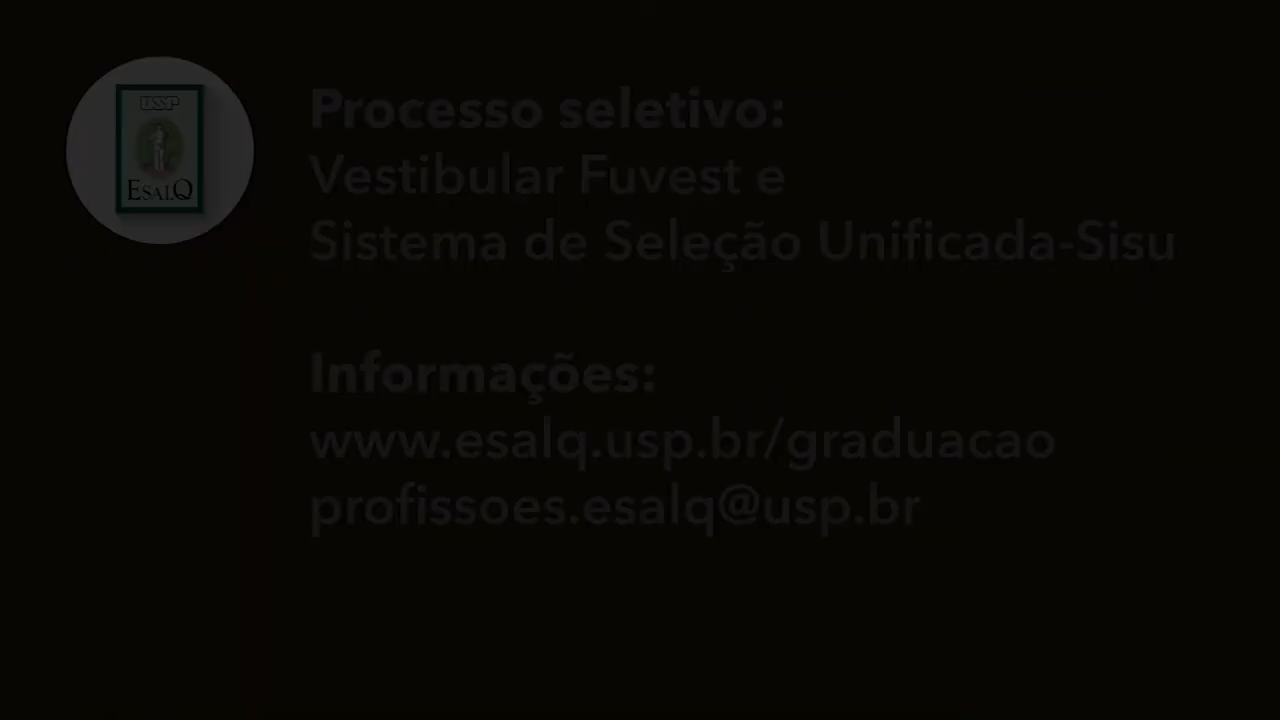 USP
ESALQ
Processo seletivo:
Vestibular Fuvest e
Sistema de Seleção Unificada-Sisu
Informações:
www.esalq.usp.br/graduacao
profissoes.esalq@usp.br